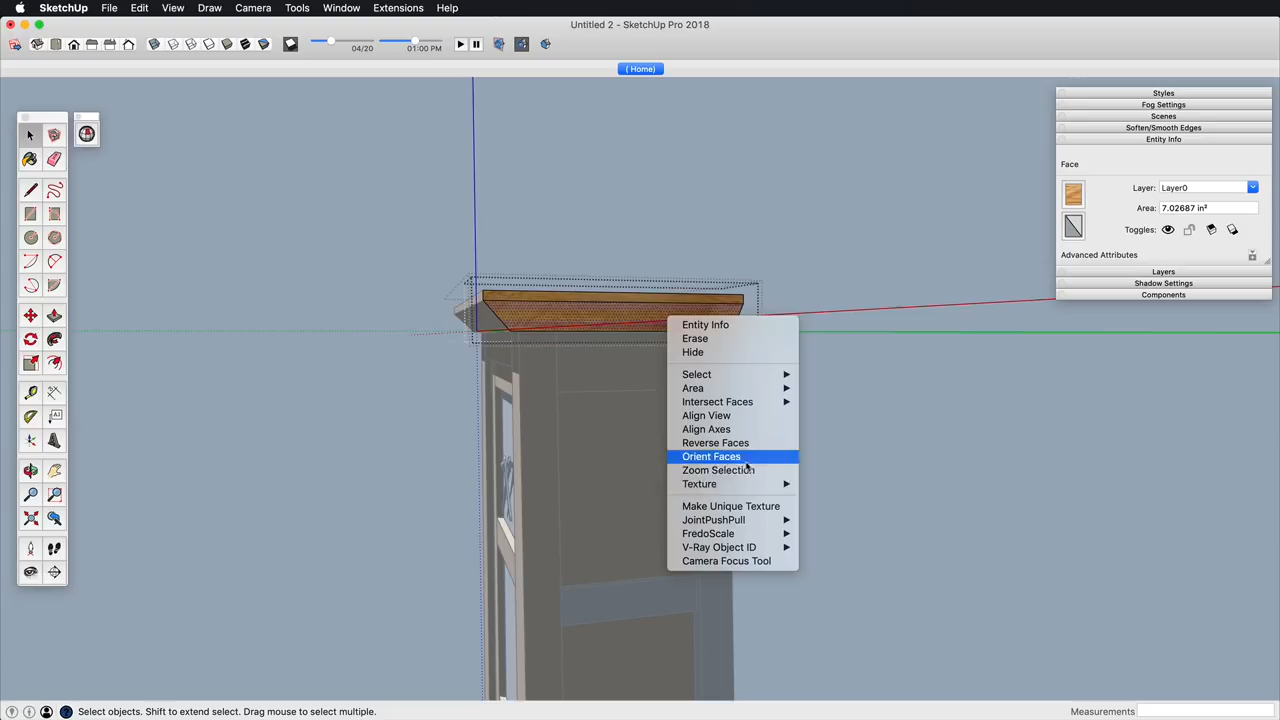 SketchUp File Edit View Draw Camera Tools Window Extensions Help
Untitled 2 - SketchUp Pro 2018
04/20 01:00 PM
( Home)
Styles
Fog Settings
Scenes
Soften/Smooth Edges
Entity Info
Face
Layer: Layer0
Area: 7.02687 in²
Toggles:
Advanced Attributes
Layers
Shadow Settings
Components
Entity Info
Erase
Hide
Select
Area
Intersect Faces
Align View
Align Axes
Reverse Faces
Orient Faces
Zoom Selection
Texture
Make Unique Texture
JointPushPull
FredoScale
V-Ray Object ID
Camera Focus Tool
Select objects. Shift to extend select. Drag mouse to select multiple.
Measurements